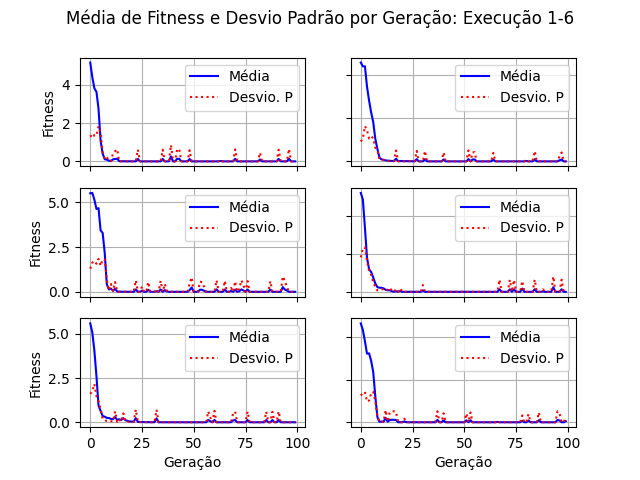 Média de Fitness e Desvio Padrão por Geração: Execução 1-6
Fitness
4
2
0
Média
Desvio. P
Média
Desvio. P
Fitness
5.0
2.5
0.0
Média
Desvio. P
Média
Desvio. P
Fitness
5.0
2.5
0.0
Média
Desvio. P
Média
Desvio. P
0 25 50 75 100
0 25 50 75 100
Geração
Geração